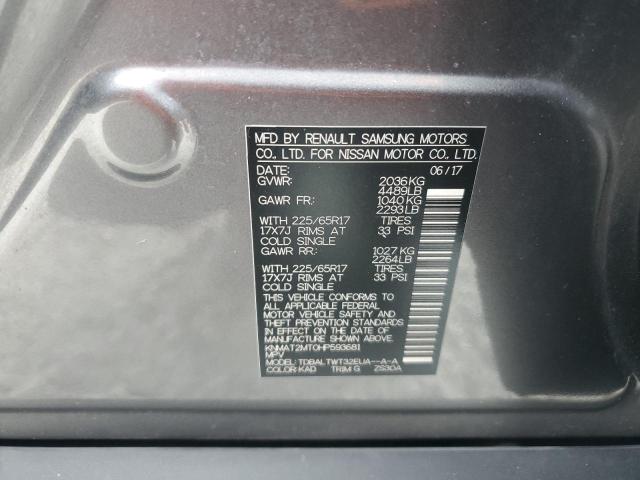 MFD BY RENAULT SAMSUNG MOTORS
CO., LTD. FOR NISSAN MOTOR CO., LTD.
DATE: 06/17
GVWR: 2036KG
4489LB
GAWR FR: 1040KG
2293LB
WITH 225/65R17 TIRES
17X7J RIMS AT 33 PSI
COLD SINGLE
GAWR RR: 1027KG
2264LB
WITH 225/65R17 TIRES
17X7J RIMS AT 33 PSI
COLD SINGLE
THIS VEHICLE CONFORMS TO
ALL APPLICABLE FEDERAL
MOTOR VEHICLE SAFETY AND
THEFT PREVENTION STANDARDS
IN EFFECT ON THE DATE OF
MANUFACTURE SHOWN ABOVE.
KNMAT2MT0HP593681
MPV
MODEL: TDBALTWT32EUA--A-A
COLOR: KAD TRIM G ZS30A